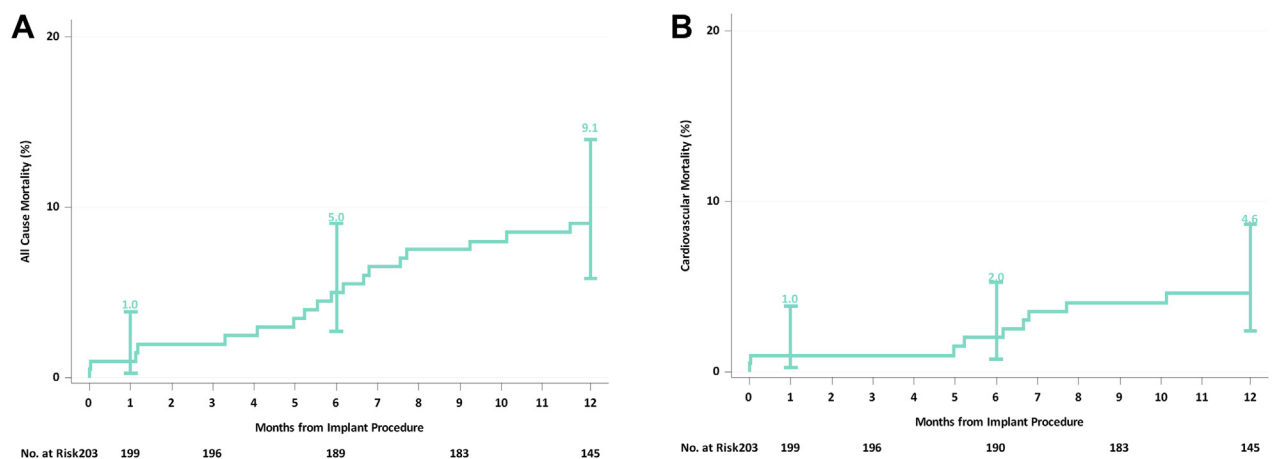 A
20
10
0
All Cause Mortality (%)
1.0
5.0
9.1
0 1 2 3 4 5 6 7 8 9 10 11 12
Months from Implant Procedure
No. at Risk203 199 196 189 183 145
B
20
10
0
Cardiovascular Mortality (%)
1.0
2.0
4.6
0 1 2 3 4 5 6 7 8 9 10 11 12
Months from Implant Procedure
No. at Risk203 199 196 190 183 145